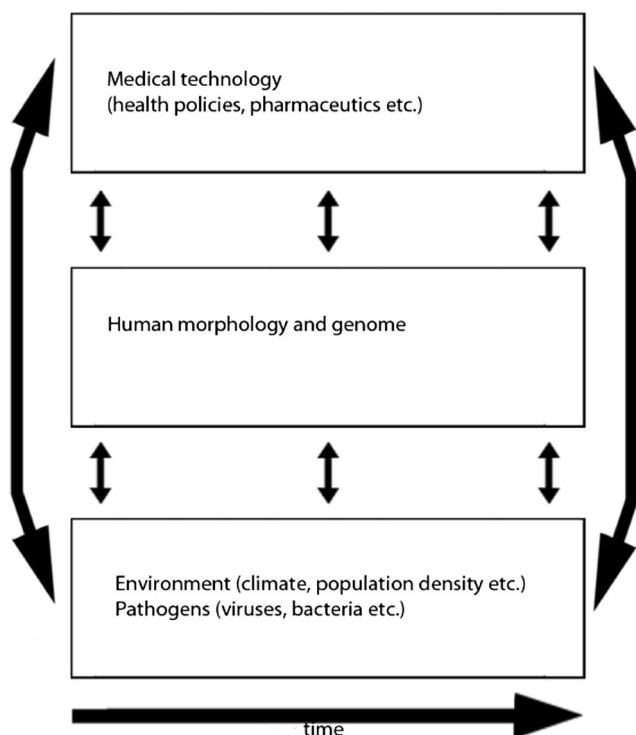 Medical technology
(health policies, pharmaceutics etc.)
Human morphology and genome
Environment (climate, population density etc.)
Pathogens (viruses, bacteria etc.)
time